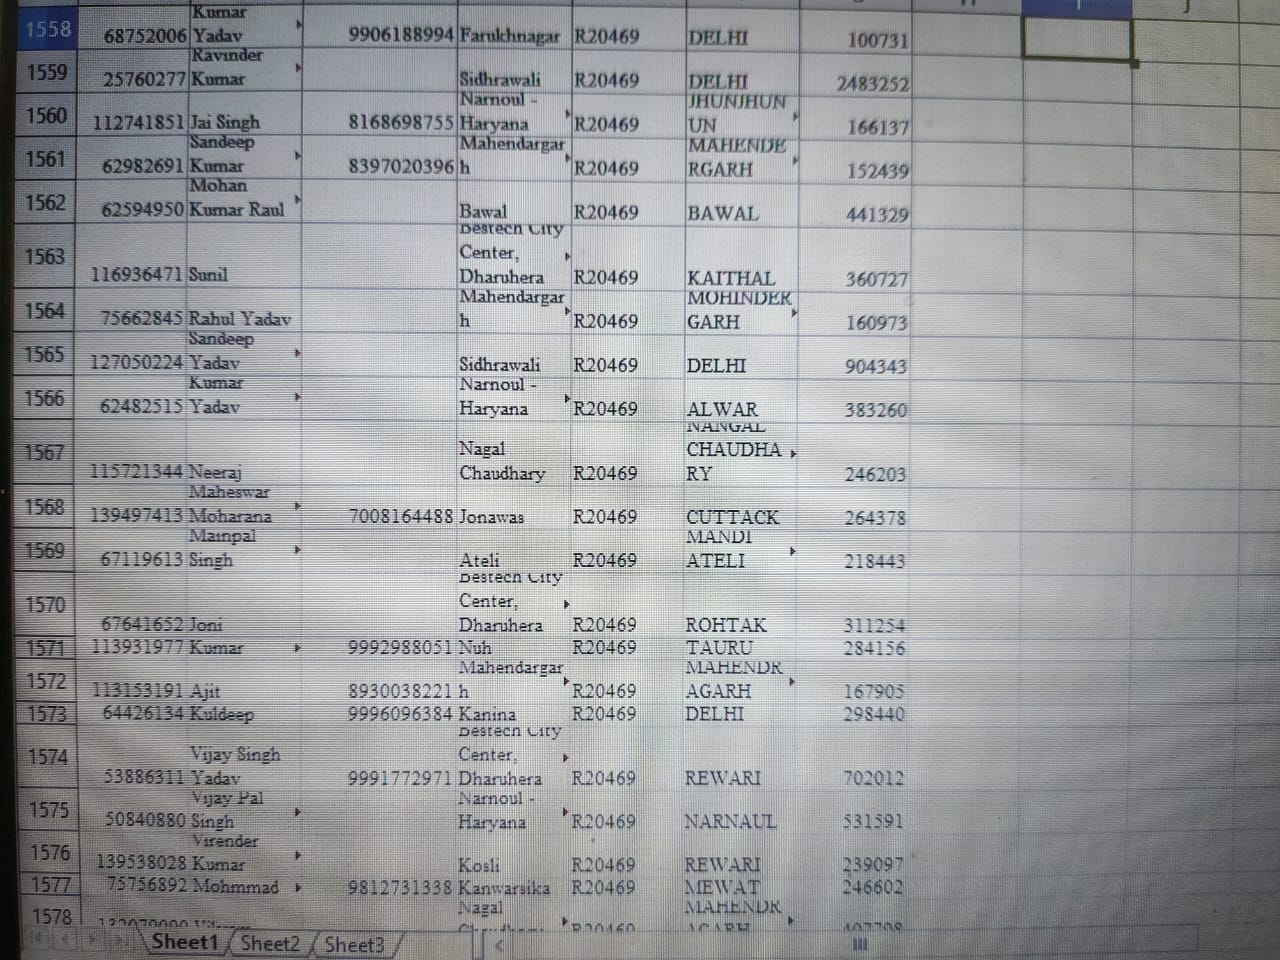 1558 68752006 Kumar Yadav 9906188994 Farukhnagar R20469 DELHI 100731
1559 25760277 Ravinder Kumar Sidhrawali R20469 DELHI 2483252
1560 112741851 Jai Singh 8168698755 Narnoul - Haryana R20469 JHUNJHUN UN 166137
1561 62982691 Sandeep Kumar 8397020396 Mahendargar h R20469 MAHENDE RGARH 152439
1562 62594950 Mohan Kumar Raul Bawal R20469 BAWAL 441329
1563 116936471 Sunil Bestech City Center, Dharuhera R20469 KAITHAL 360727
1564 75662845 Rahul Yadav Mahendargar h R20469 MOHINDER GARH 160973
1565 127050224 Sandeep Yadav Sidhrawali R20469 DELHI 904343
1566 62482515 Kumar Yadav Narnoul - Haryana R20469 ALWAR 383260
1567 115721344 Neeraj Nagal Chaudhary R20469 NANGAL CHAUDHA RY 246203
1568 139497413 Maheswar Moharana 7008164488 Jonawas R20469 CUTTACK 264378
1569 67119613 Mainpal Singh Ateli R20469 MANDI ATELI 218443
1570 67641652 Joni Bestech City Center, Dharuhera R20469 ROHTAK 311254
1571 113931977 Kumar 9992988051 Nuh R20469 TAURU 284156
1572 113153191 Ajit 8930038221 Mahendargar h R20469 MAHENDR AGARH 167905
1573 64426134 Kuldeep 9996096384 Kanina R20469 DELHI 298440
1574 53886311 Vijay Singh Yadav 9991772971 Bestech City Center, Dharuhera R20469 REWARI 702012
1575 50840880 Vijay Pal Singh Narnoul - Haryana R20469 NARNAUL 531591
1576 139538028 Virender Kumar Kosli R20469 REWARI 239097
1577 75756892 Mohmmad 9812731338 Kanwarsika R20469 MEWAT 246602
1578 Nagal MAHENDR
Sheet1 Sheet2 Sheet3